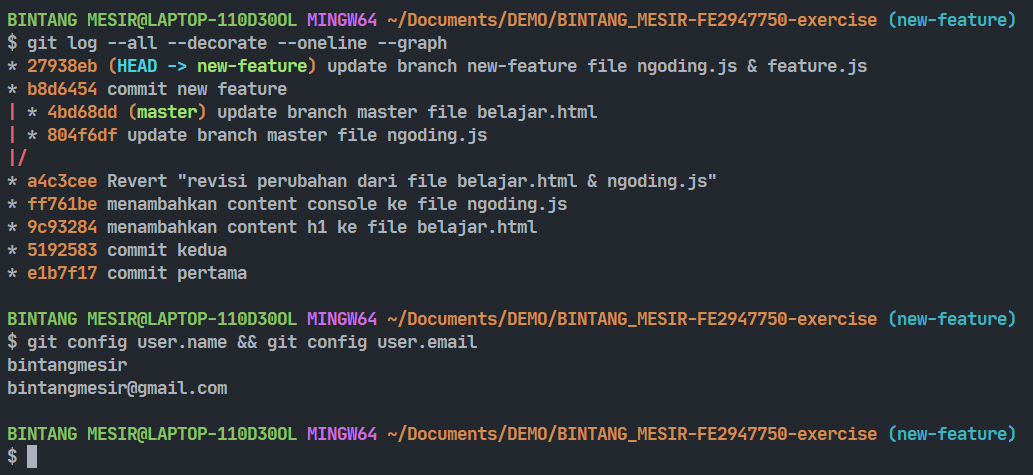 BINTANG MESIR@LAPTOP-110D30OL MINGW64 ~/Documents/DEMO/BINTANG_MESIR-FE2947750-exercise (new-feature)
$ git log --all --decorate --oneline --graph
* 27938eb (HEAD -> new-feature) update branch new-feature file ngoding.js & feature.js
* b8d6454 commit new feature
| * 4bd68dd (master) update branch master file belajar.html
| * 804f6df update branch master file ngoding.js
|/
* a4c3cee Revert "revisi perubahan dari file belajar.html & ngoding.js"
* ff761be menambahkan content console ke file ngoding.js
* 9c93284 menambahkan content h1 ke file belajar.html
* 5192583 commit kedua
* e1b7f17 commit pertama
BINTANG MESIR@LAPTOP-110D30OL MINGW64 ~/Documents/DEMO/BINTANG_MESIR-FE2947750-exercise (new-feature)
$ git config user.name && git config user.email
bintangmesir
bintangmesir@gmail.com
BINTANG MESIR@LAPTOP-110D30OL MINGW64 ~/Documents/DEMO/BINTANG_MESIR-FE2947750-exercise (new-feature)
$